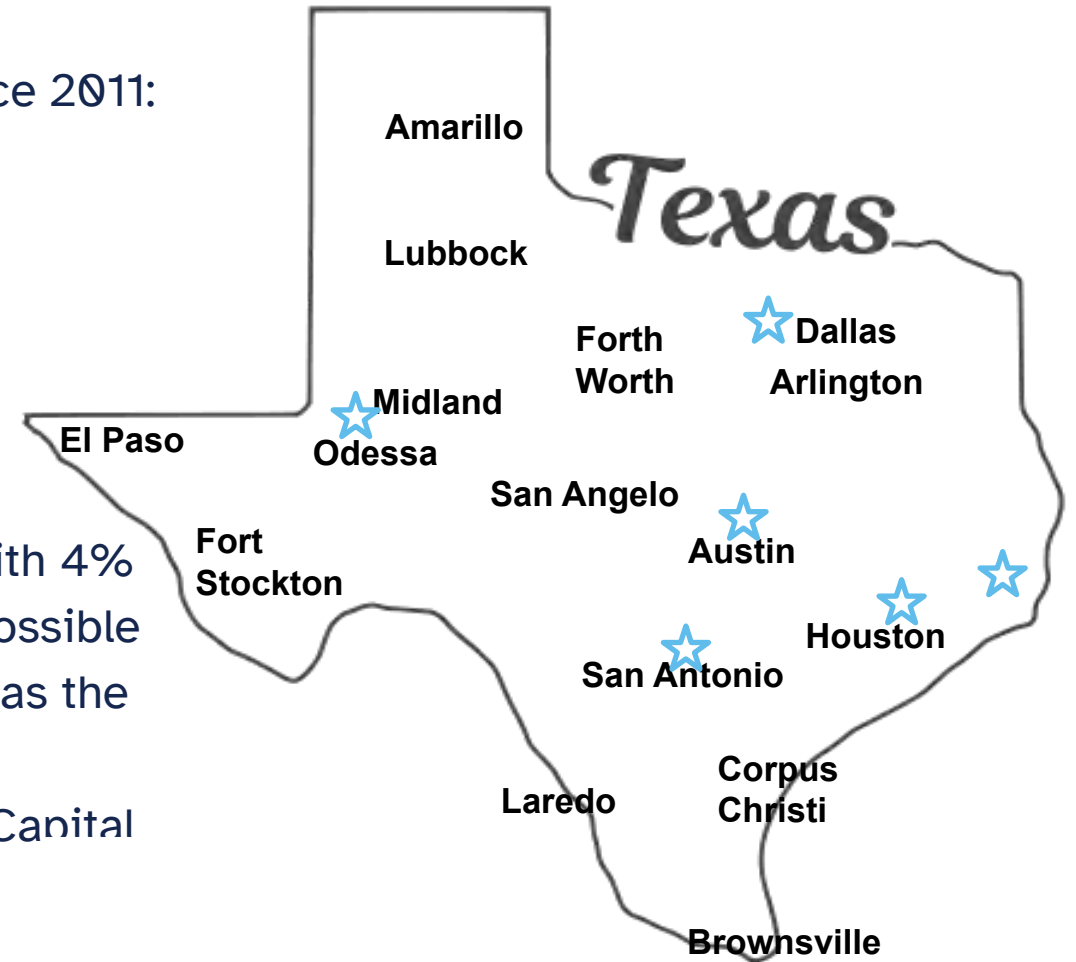 ce 2011:
Amarillo
Texas
Lubbock
Dallas
Forth
Worth
Arlington
Midland
El Paso
Odessa
San Angelo
Fort
Stockton
Austin
ith 4%
ossible
as the
Capital
Houston
San Antonio
Corpus
Christi
Laredo
Brownsville